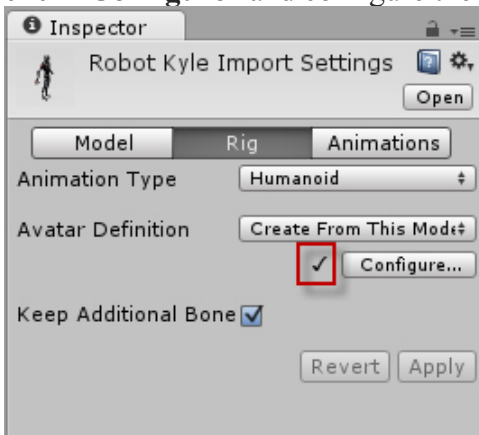 Inspector
Robot Kyle Import Settings
Open
Model Rig Animations
Animation Type Humanoid
Avatar Definition Create From This Mode
✓ Configure...
Keep Additional Bone
Revert Apply